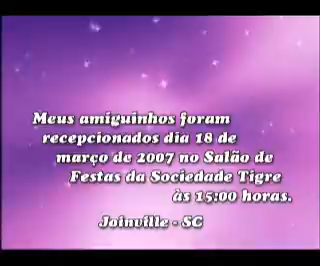 Meus amiguinhos foram
recepcionados dia 18 de
março de 2007 no Salão de
Festas da Sociedade Tigre
às 15:00 horas.
Joinville - SC